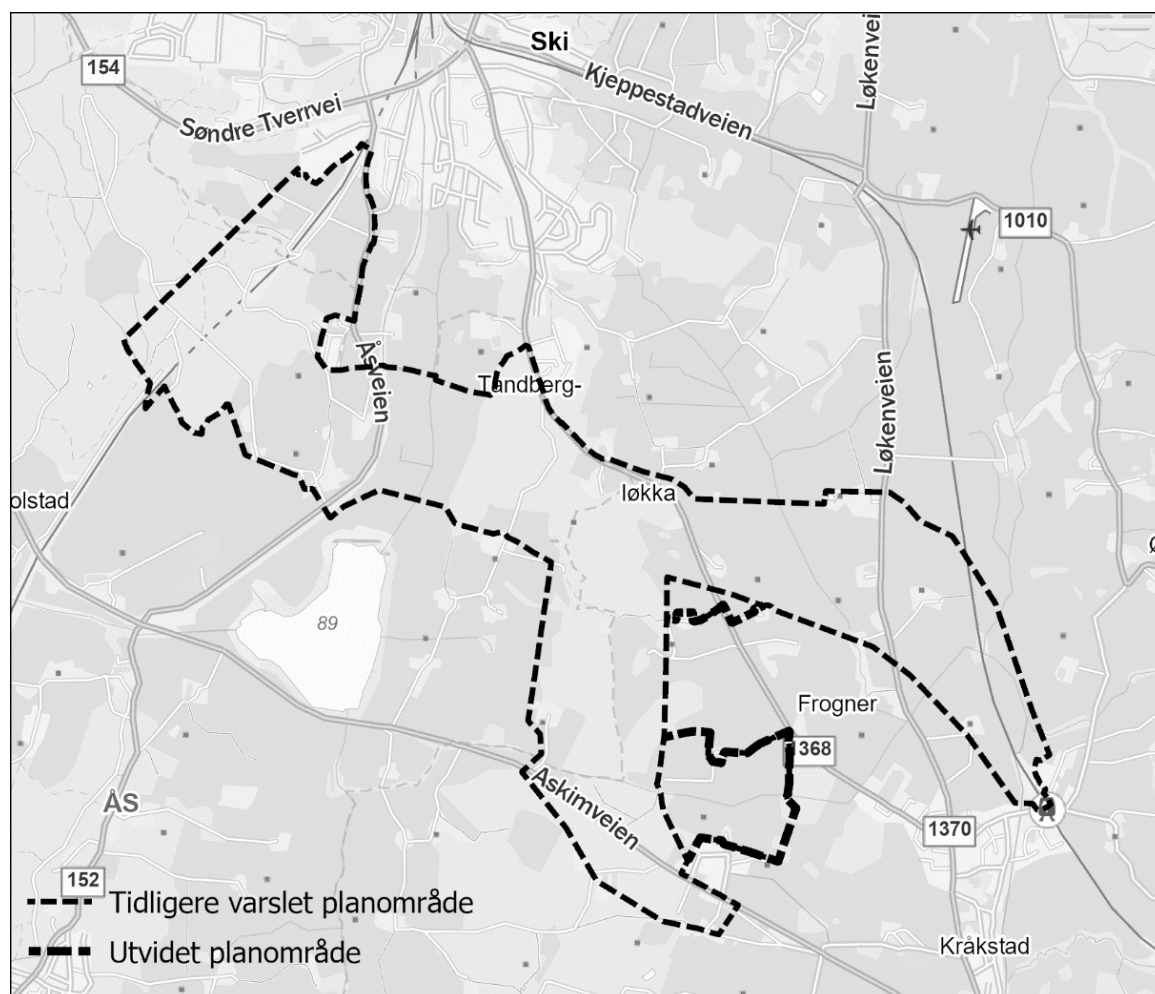 Ski
154
Kjeppestadveien
Løkenveien
Søndre Tverrvei
1010
Åsveien
Tandberg-
løkka
Løkenveien
olstad
89
Frogner
368
Askimveien
ÅS
1370
152
Tidligere varslet planområde
Utvidet planområde
Kråkstad